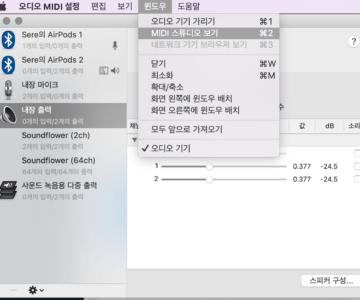 오디오 MIDI 설정 편집 보기 윈도우 도움말
오디오 기기 가리기 ⌘1
MIDI 스튜디오 보기 ⌘2
네트워크 기기 브라우저 보기 ⌘3
닫기 ⌘W
최소화 ⌘M
확대/축소
화면 왼쪽에 윈도우 배치
화면 오른쪽에 윈도우 배치
모두 앞으로 가져오기
✓ 오디오 기기
Sere의 AirPods 1
1개의 입력/0개의 출력
Sere의 AirPods 2
0개의 입력/2개의 출력
내장 마이크
2개의 입력/0개의 출력
내장 출력
0개의 입력/2개의 출력
Soundflower (2ch)
2개의 입력/2개의 출력
Soundflower (64ch)
64개의 입력/64개의 출력
사운드 녹음용 다중 출력
0개의 입력/2개의 출력
?
수
값 dB 소리
1 0.377 -24.5
2 0.377 -24.5
스피커 구성...